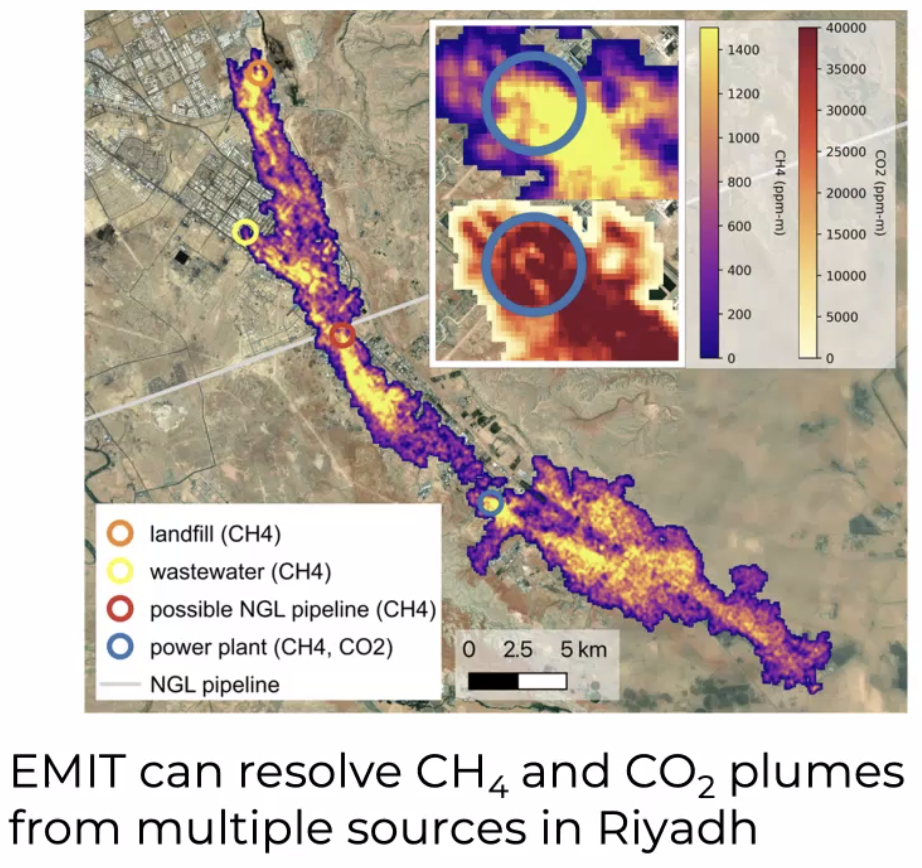 1400
1200
1000
800
600
400
200
0
CH4 (ppm-m)
40000
35000
30000
25000
20000
15000
10000
5000
0
CO2 (ppm-m)
landfill (CH4)
wastewater (CH4)
possible NGL pipeline (CH4)
power plant (CH4, CO2)
NGL pipeline
0 2.5 5 km
EMIT can resolve CH₄ and CO₂ plumes
from multiple sources in Riyadh